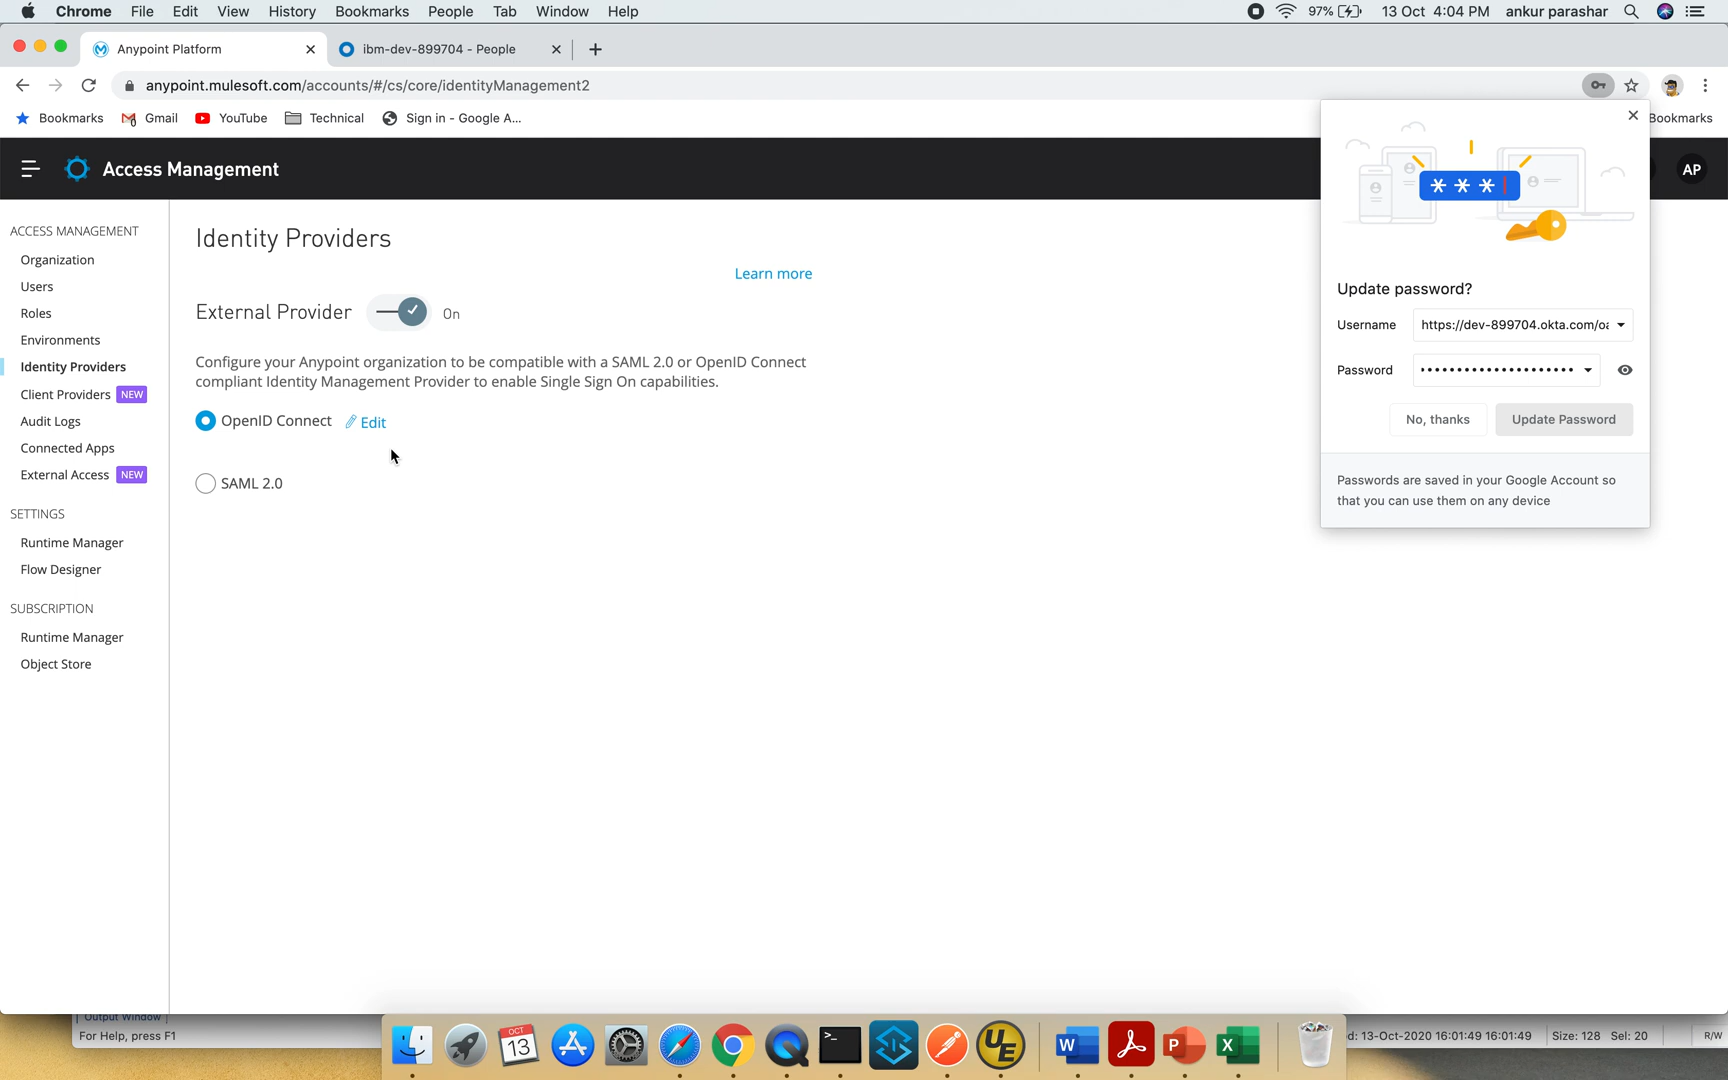 Chrome File Edit View History Bookmarks People Tab Window Help 97% 13 Oct 4:04 PM ankur parashar
Anypoint Platform
ibm-dev-899704 - People
anypoint.mulesoft.com/accounts/#/cs/core/identityManagement2
Bookmarks Gmail YouTube Technical Sign in - Google A... Bookmarks
Access Management
AP
ACCESS MANAGEMENT
Organization
Users
Roles
Environments
Identity Providers
Client Providers NEW
Audit Logs
Connected Apps
External Access NEW
SETTINGS
Runtime Manager
Flow Designer
SUBSCRIPTION
Runtime Manager
Object Store
Identity Providers
Learn more
External Provider On
Configure your Anypoint organization to be compatible with a SAML 2.0 or OpenID Connect
compliant Identity Management Provider to enable Single Sign On capabilities.
OpenID Connect Edit
SAML 2.0
***
Update password?
Username https://dev-899704.okta.com/oa
Password ••••••••••••••••••••••
No, thanks Update Password
Passwords are saved in your Google Account so
that you can use them on any device
Output Window
For Help, press F1
d: 13-Oct-2020 16:01:49 16:01:49 Size: 128 Sel: 20 R/W
OCT
13
>_
UE
W
P
X